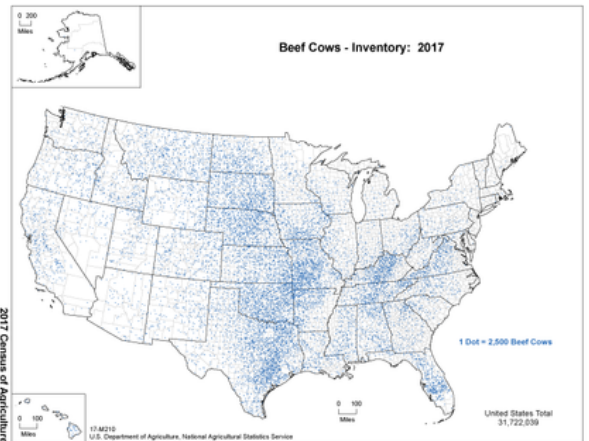 0 200
Miles
Beef Cows - Inventory: 2017
1 Dot = 2,500 Beef Cows
2017 Census of Agriculture
0 100
Miles
0 100
Miles
United States Total
31,722,039
17-M210
U.S. Department of Agriculture, National Agricultural Statistics Service